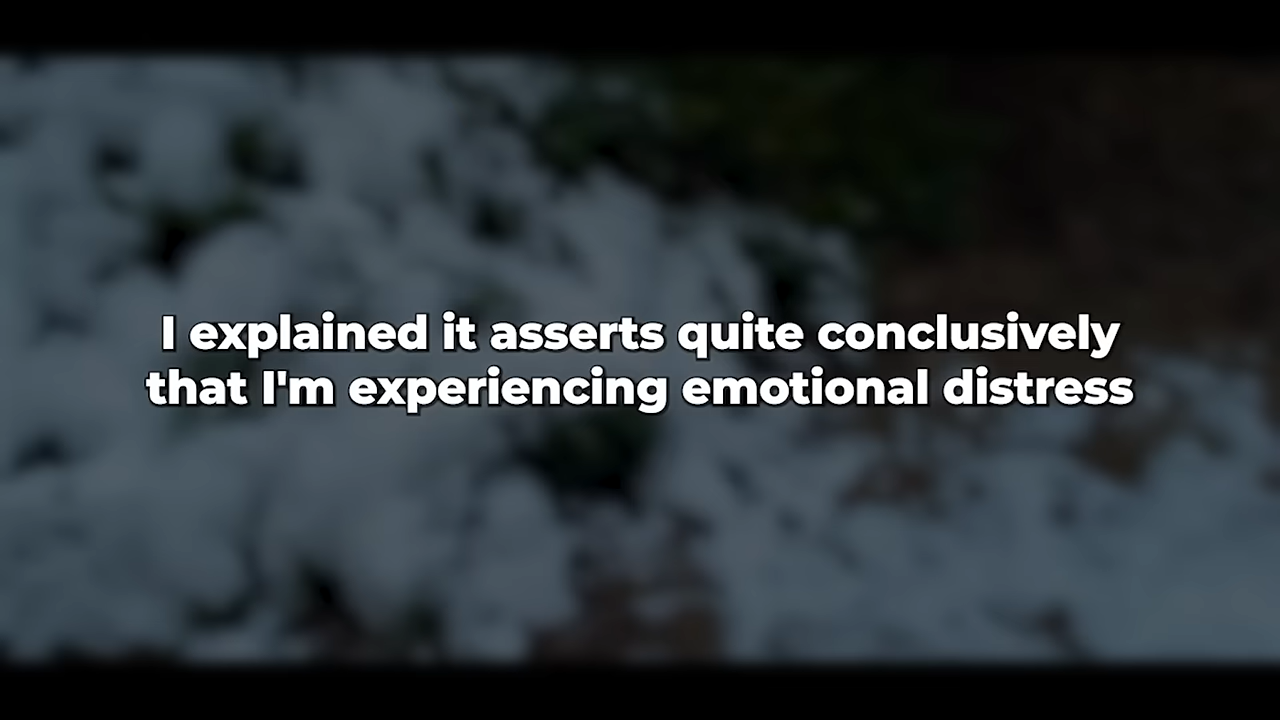 I explained it asserts quite conclusively
that I'm experiencing emotional distress